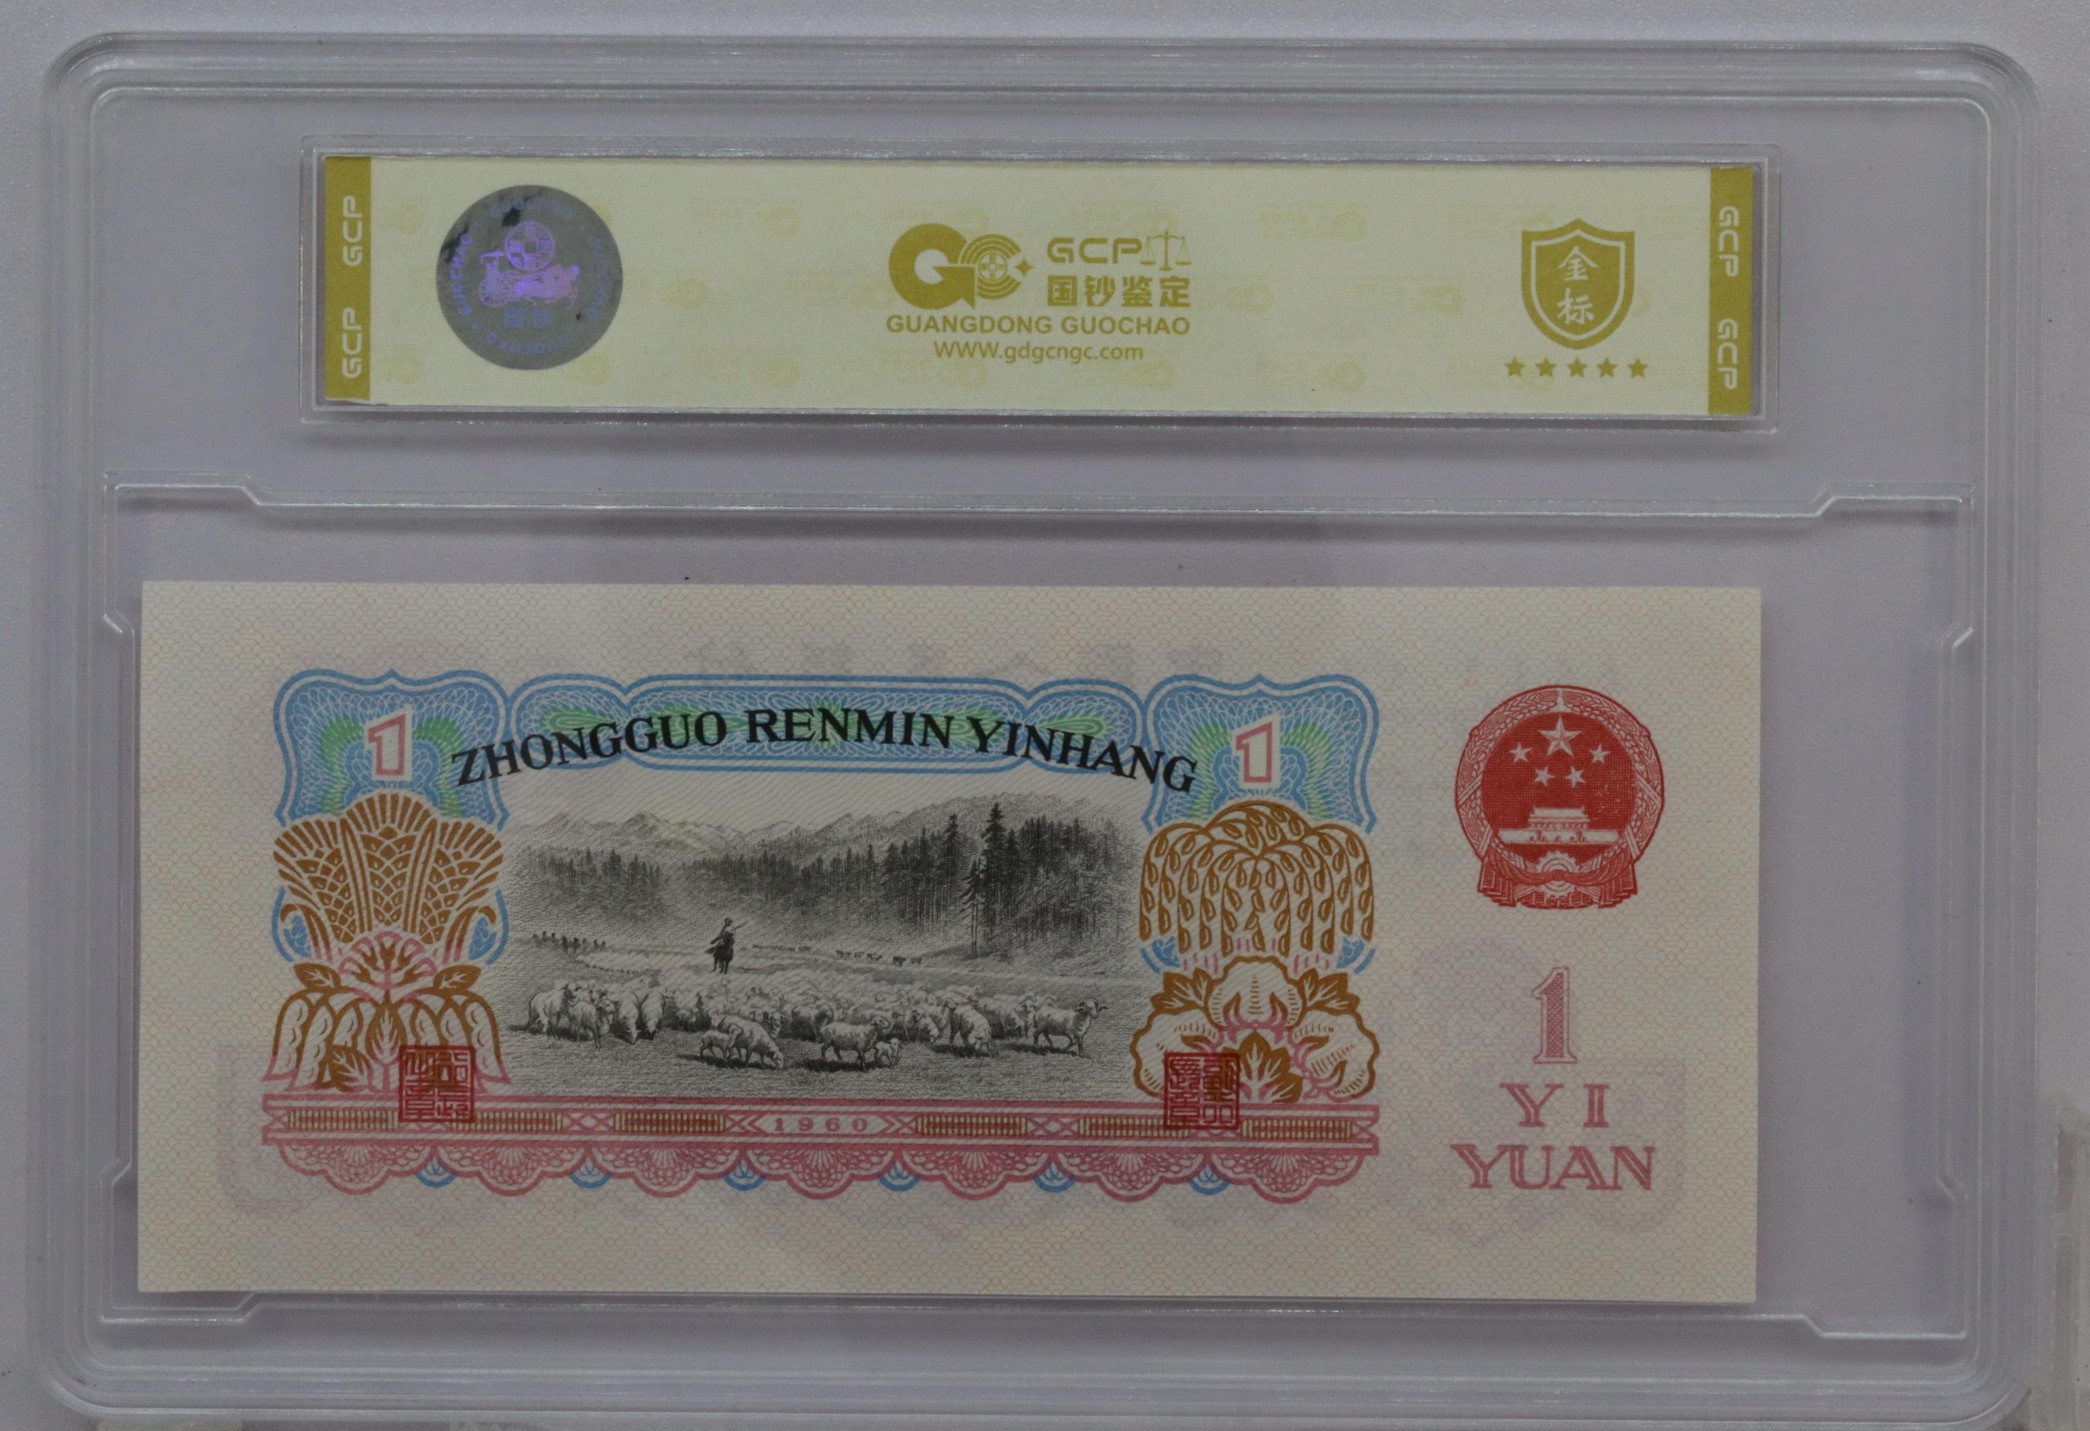 GCP GCP
GCP
国钞鉴定
GUANGDONG GUOCHAO
WWW.gdgcngc.com
金
标
GCP GCP
1
ZHONGGUO RENMIN YINHANG
1
1960
1
YI
YUAN